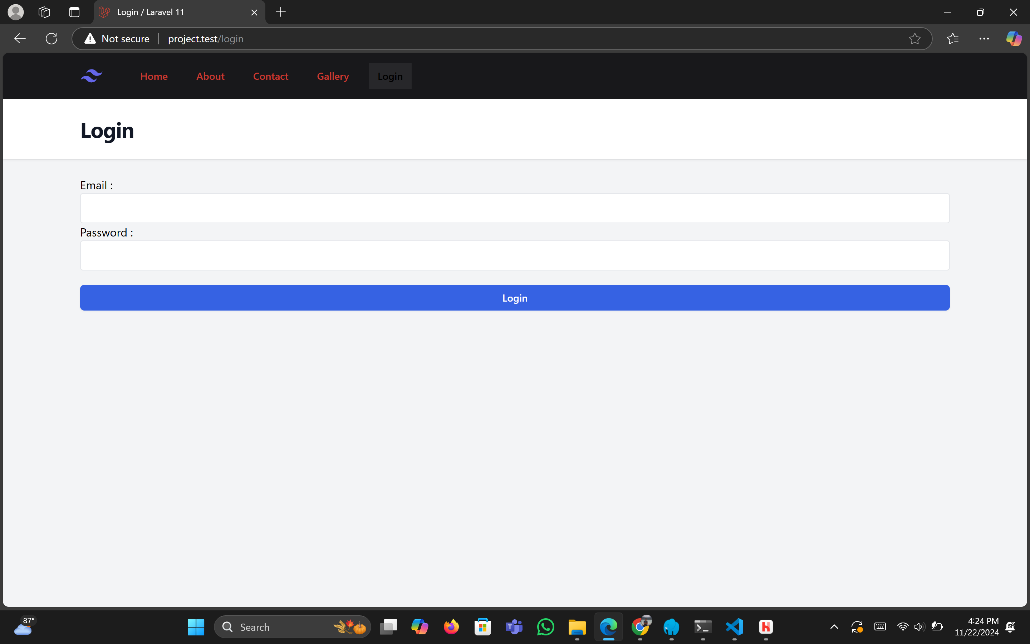 Login / Laravel 11
Not secure
project.test/login
Home About Contact Gallery Login
Login
Email :
Password :
Login
87°
Search
4:24 PM
11/22/2024